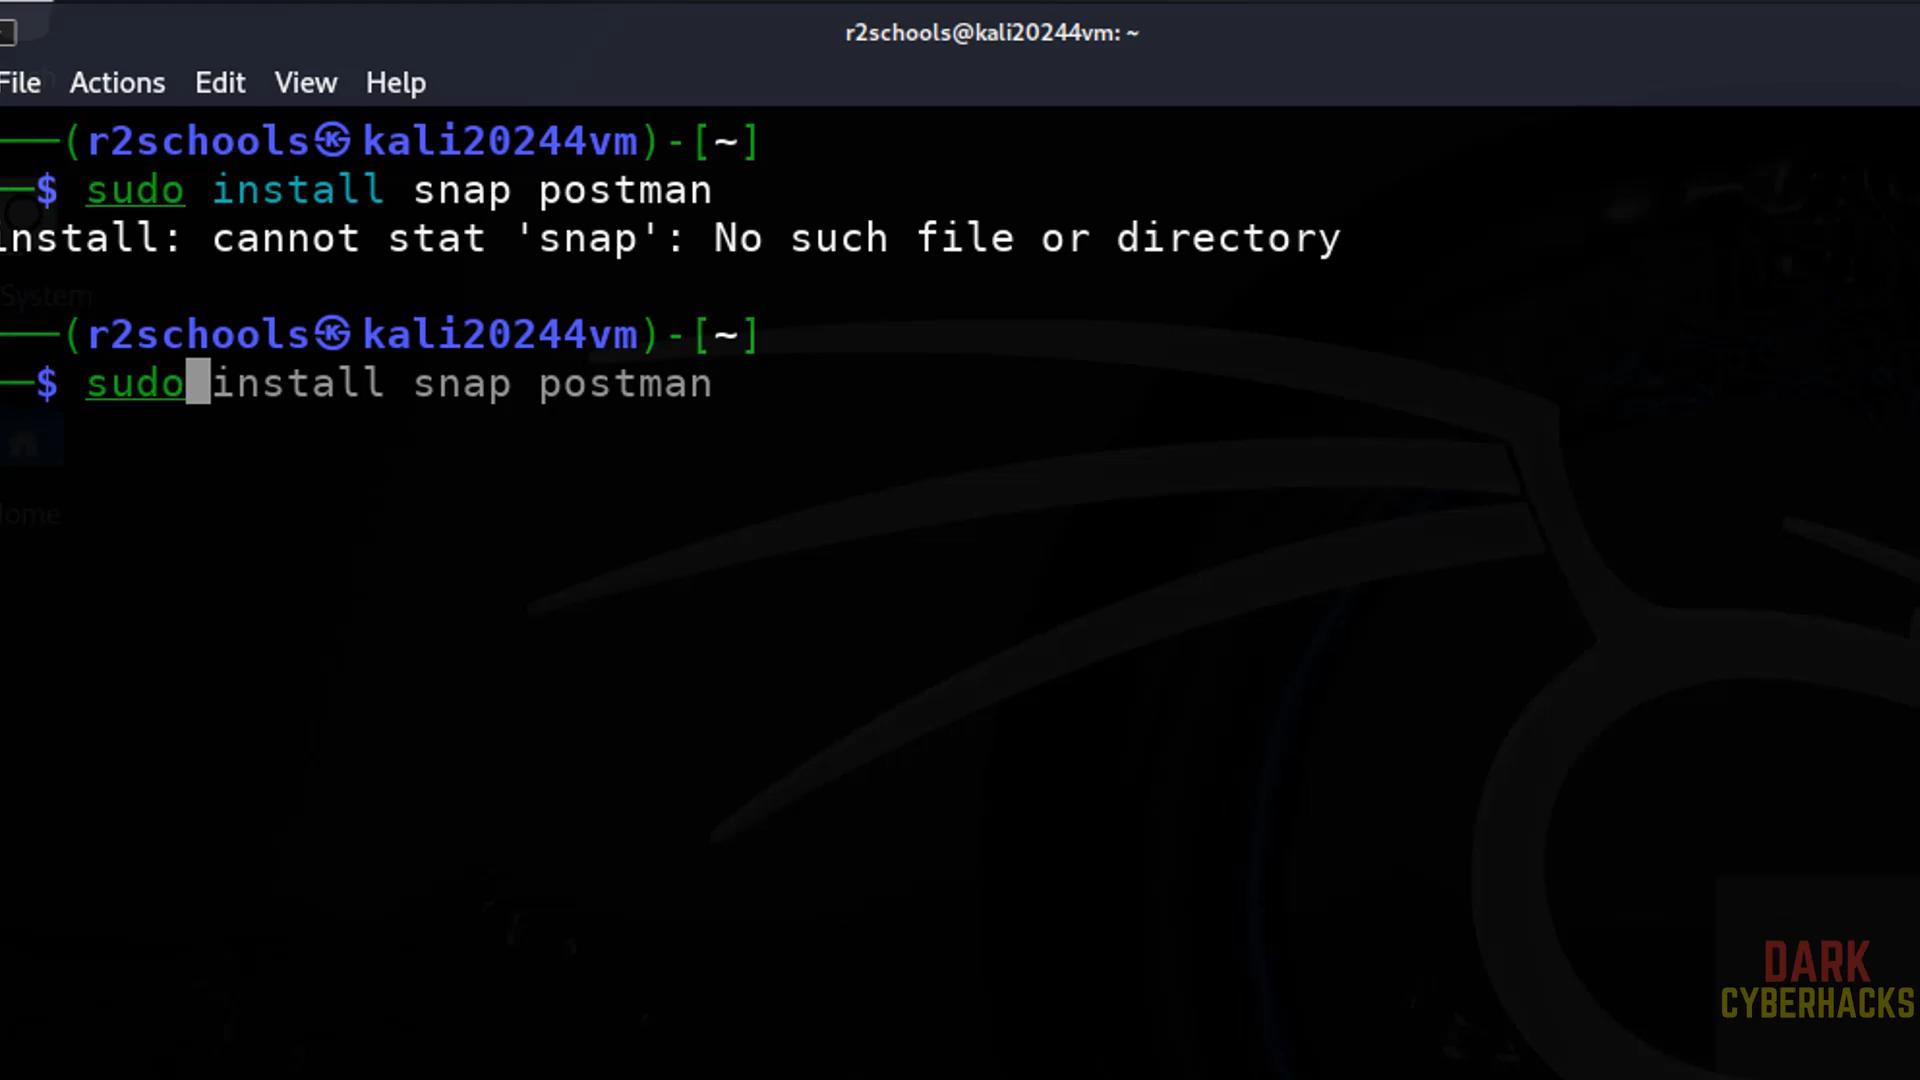 r2schools@kali20244vm: ~
File Actions Edit View Help
──(r2schools㉿kali20244vm)-[~]
─$ sudo install snap postman
install: cannot stat 'snap': No such file or directory
System
──(r2schools㉿kali20244vm)-[~]
─$ sudo install snap postman
Home
DARK
CYBERHACKS